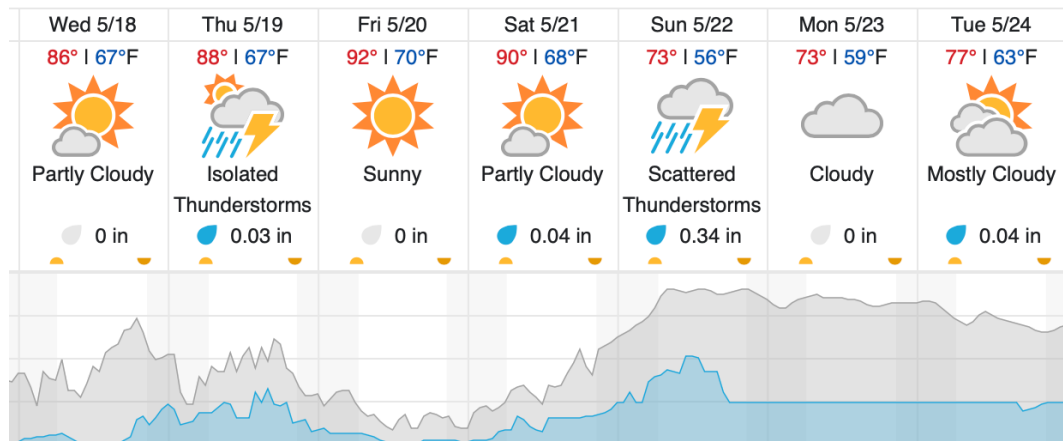 Wed 5/18 Thu 5/19 Fri 5/20 Sat 5/21 Sun 5/22 Mon 5/23 Tue 5/24
86° | 67°F 88° | 67°F 92° | 70°F 90° | 68°F 73° | 56°F 73° | 59°F 77° | 63°F
Partly Cloudy Isolated Sunny Partly Cloudy Scattered Cloudy Mostly Cloudy
Thunderstorms Thunderstorms
0 in 0.03 in 0 in 0.04 in 0.34 in 0 in 0.04 in